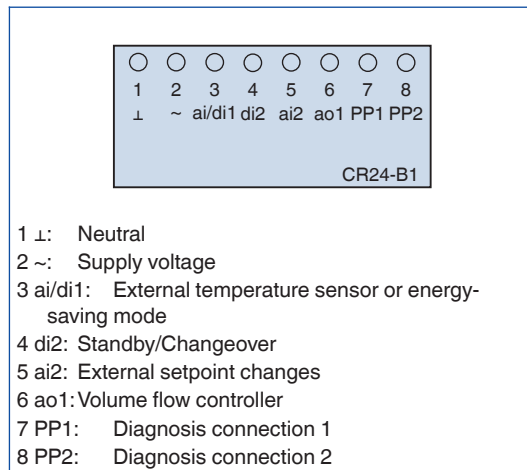 1 2 3 4 5 6 7 8
⊥ ~ ai/di1 di2 ai2 ao1 PP1 PP2
CR24-B1
1 ⊥: Neutral
2 ~: Supply voltage
3 ai/di1: External temperature sensor or energy-
saving mode
4 di2: Standby/Changeover
5 ai2: External setpoint changes
6 ao1: Volume flow controller
7 PP1: Diagnosis connection 1
8 PP2: Diagnosis connection 2